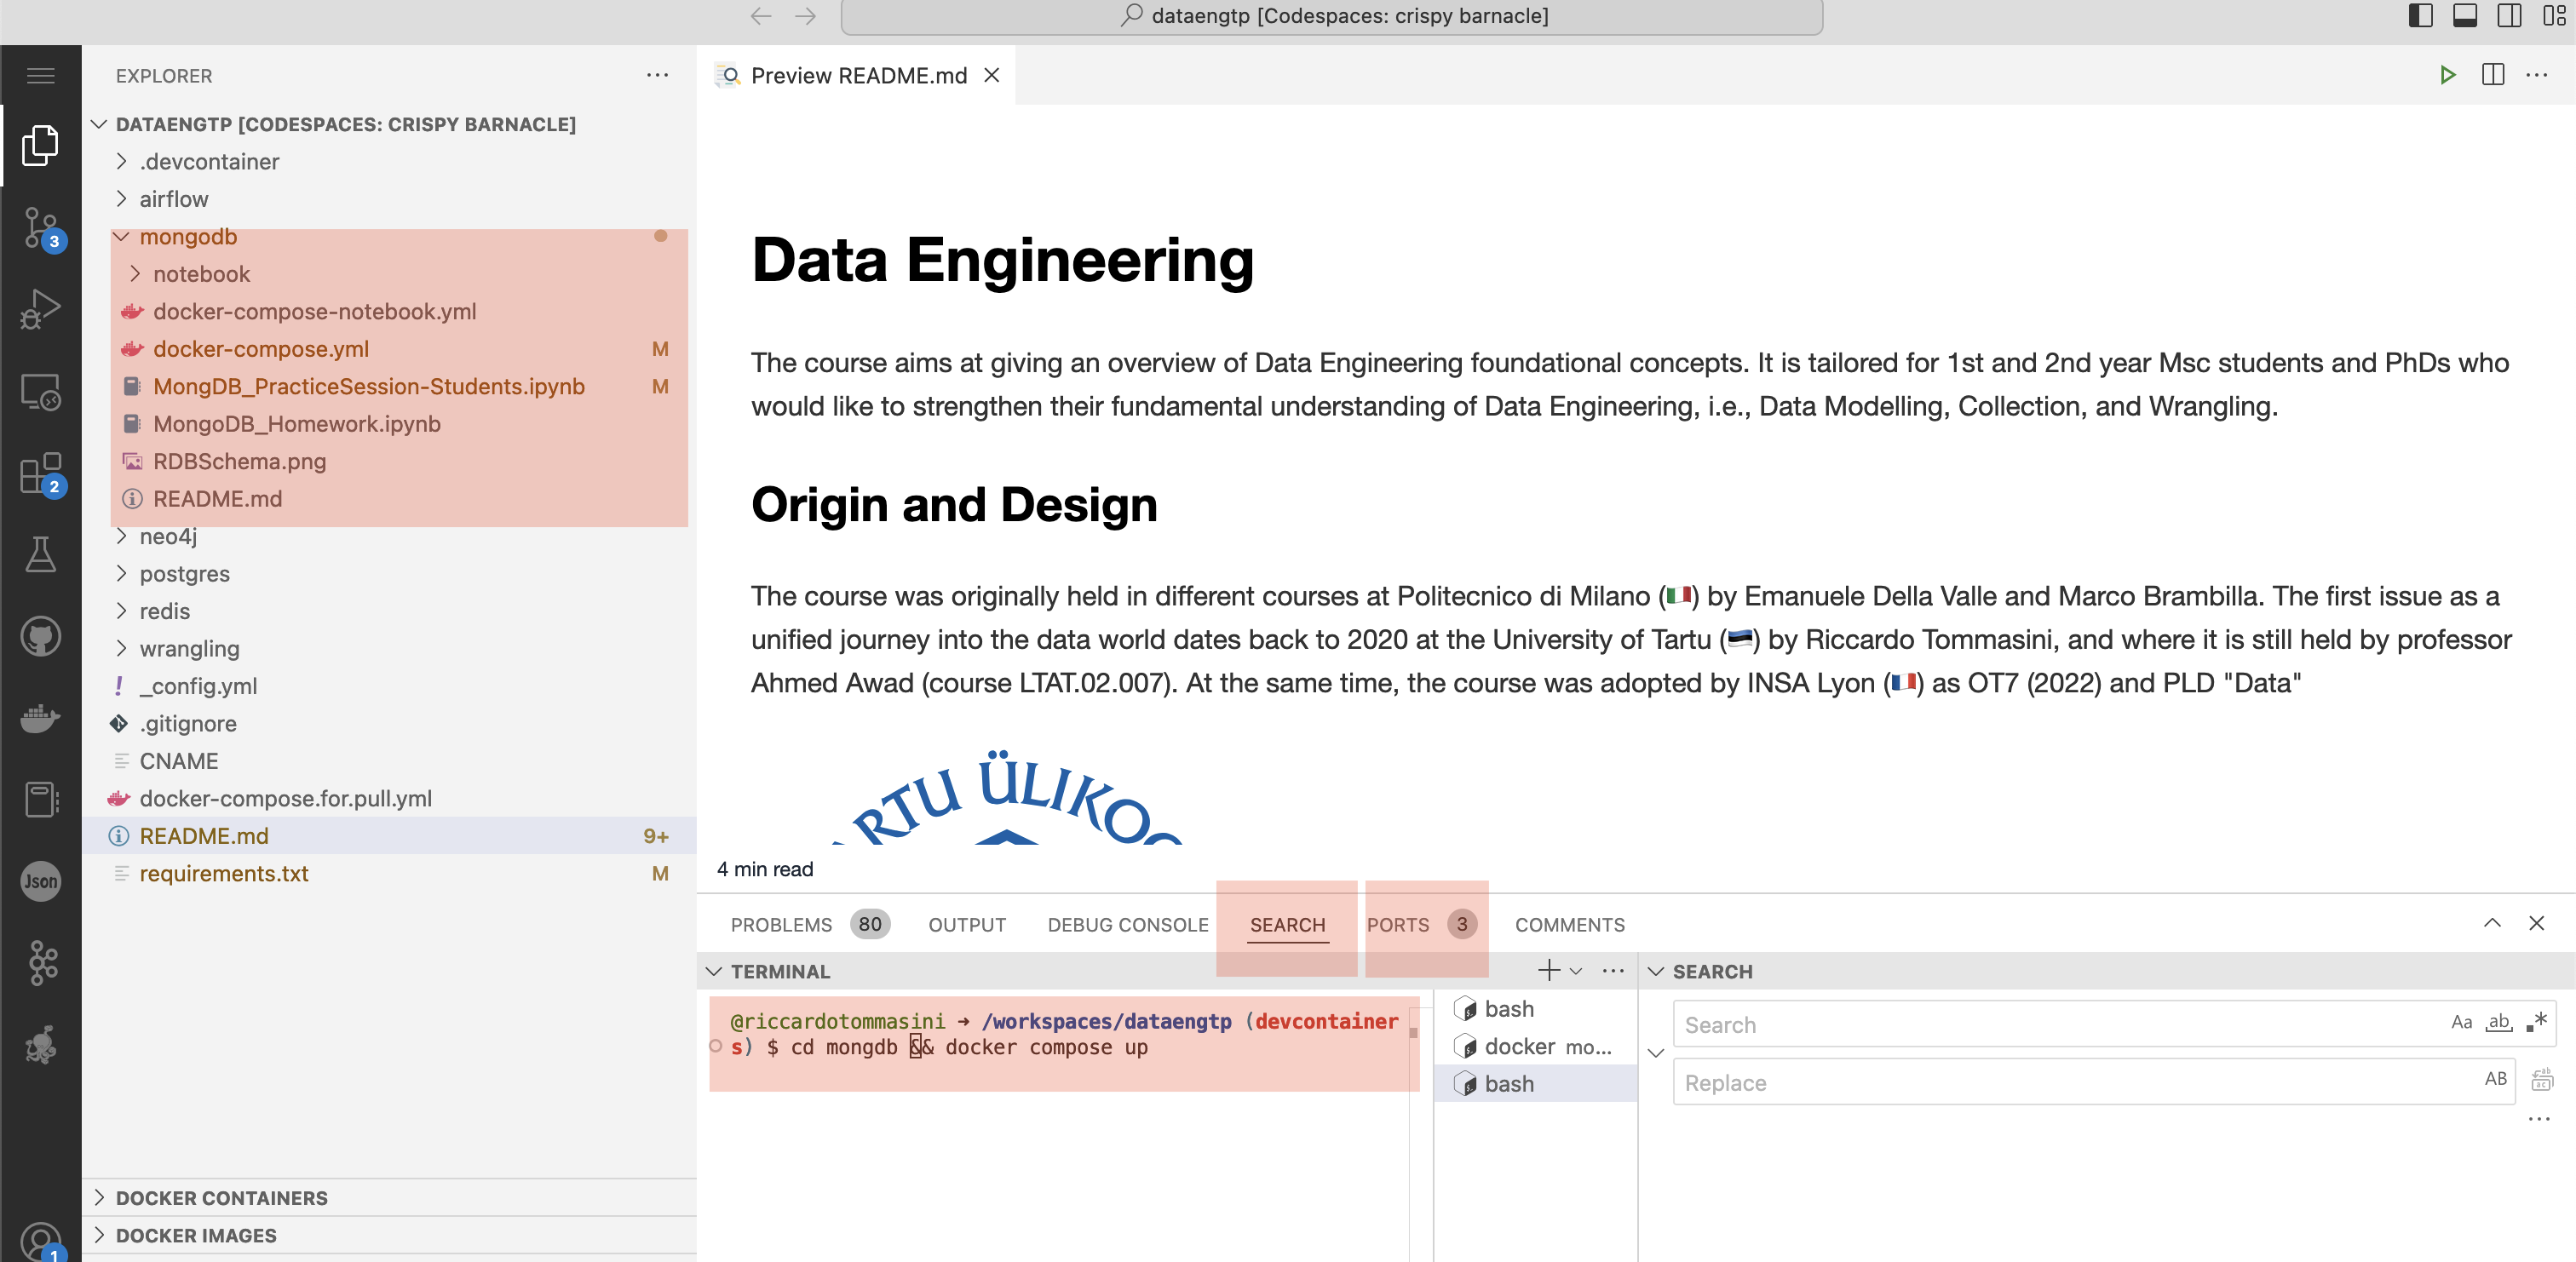 dataengtp [Codespaces: crispy barnacle]
EXPLORER
Preview README.md
DATAENGTP [CODESPACES: CRISPY BARNACLE]
.devcontainer
airflow
mongodb
notebook
docker-compose-notebook.yml
docker-compose.yml M
MongDB_PracticeSession-Students.ipynb M
MongoDB_Homework.ipynb
RDBSchema.png
README.md
neo4j
postgres
redis
wrangling
_config.yml
.gitignore
CNAME
docker-compose.for.pull.yml
README.md 9+
requirements.txt M
DOCKER CONTAINERS
DOCKER IMAGES
3
2
Json
1
Data Engineering
The course aims at giving an overview of Data Engineering foundational concepts. It is tailored for 1st and 2nd year Msc students and PhDs who
would like to strengthen their fundamental understanding of Data Engineering, i.e., Data Modelling, Collection, and Wrangling.
Origin and Design
The course was originally held in different courses at Politecnico di Milano (🇮🇹) by Emanuele Della Valle and Marco Brambilla. The first issue as a
unified journey into the data world dates back to 2020 at the University of Tartu (🇪🇪) by Riccardo Tommasini, and where it is still held by professor
Ahmed Awad (course LTAT.02.007). At the same time, the course was adopted by INSA Lyon (🇫🇷) as OT7 (2022) and PLD "Data"
4 min read
PROBLEMS 80 OUTPUT DEBUG CONSOLE SEARCH PORTS 3 COMMENTS
TERMINAL
@riccardotommasini → /workspaces/dataengtp (devcontainer
s) $ cd mongdb && docker compose up
bash
docker mo...
bash
SEARCH
Search Aa ab
Replace AB